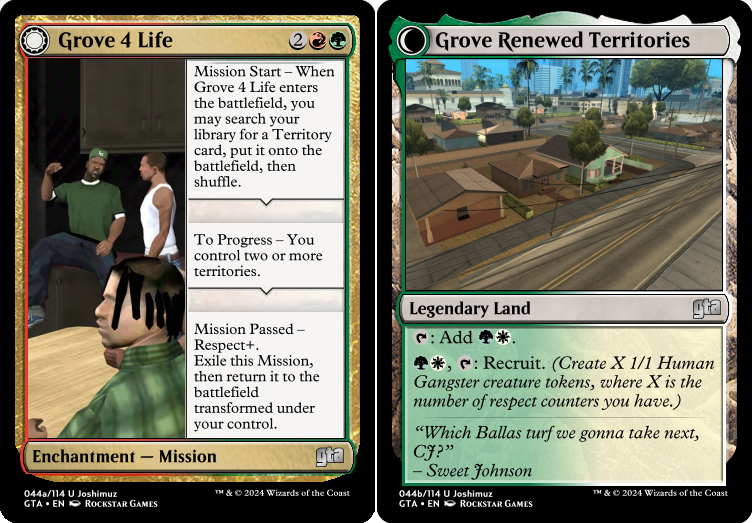 Grove 4 Life 2
Mission Start – When
Grove 4 Life enters
the battlefield, you
may search your
library for a Territory
card, put it onto the
battlefield, then
shuffle.
To Progress – You
control two or more
territories.
Mission Passed –
Respect+.
Exile this Mission,
then return it to the
battlefield
transformed under
your control.
Enchantment — Mission gta
044a/114 U Joshimuz
GTA • EN ROCKSTAR GAMES
™ & © 2024 Wizards of the Coast
Grove Renewed Territories
Legendary Land gta
: Add .
, : Recruit. (Create X 1/1 Human
Gangster creature tokens, where X is the
number of respect counters you have.)
“Which Ballas turf we gonna take next,
CJ?”
– Sweet Johnson
044b/114 U Joshimuz
GTA • EN ROCKSTAR GAMES
™ & © 2024 Wizards of the Coast